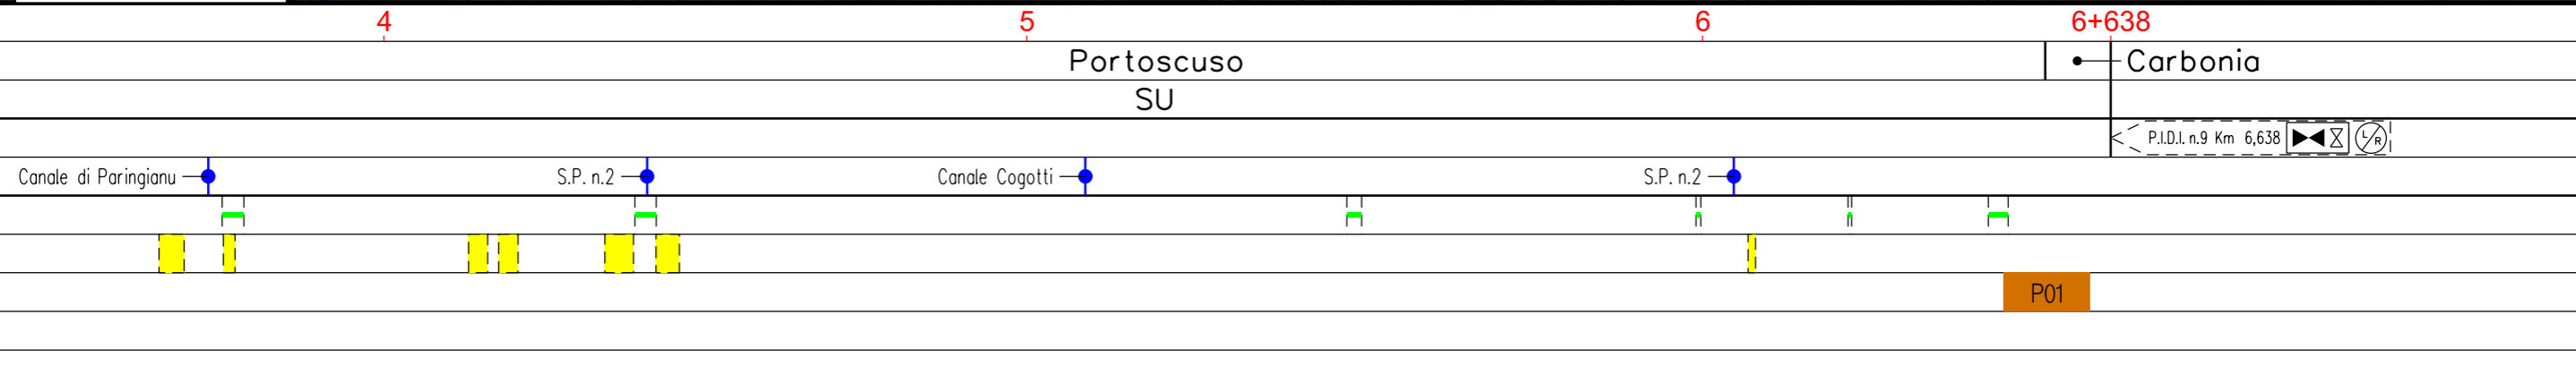 4 5 6 6+638
Portoscuso Carbonia
SU
P.I.D.I. n.9 Km 6,638 L/R
Canale di Paringianu S.P. n.2 Canale Cogotti S.P. n.2
P01